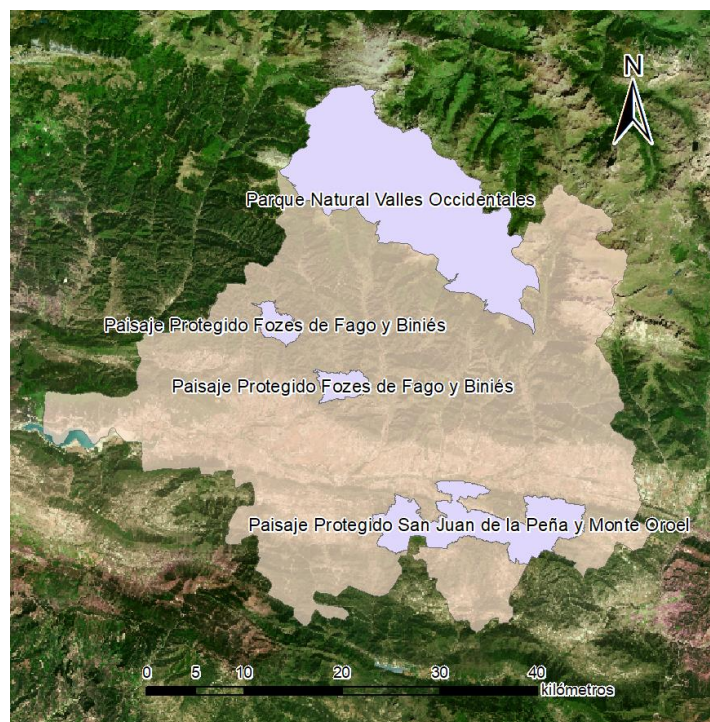 N
Parque Natural Valles Occidentales
Paisaje Protegido Fozes de Fago y Biniés
Paisaje Protegido Fozes de Fago y Biniés
Paisaje Protegido San Juan de la Peña y Monte Oroel
0 5 10 20 30 40
kilómetros